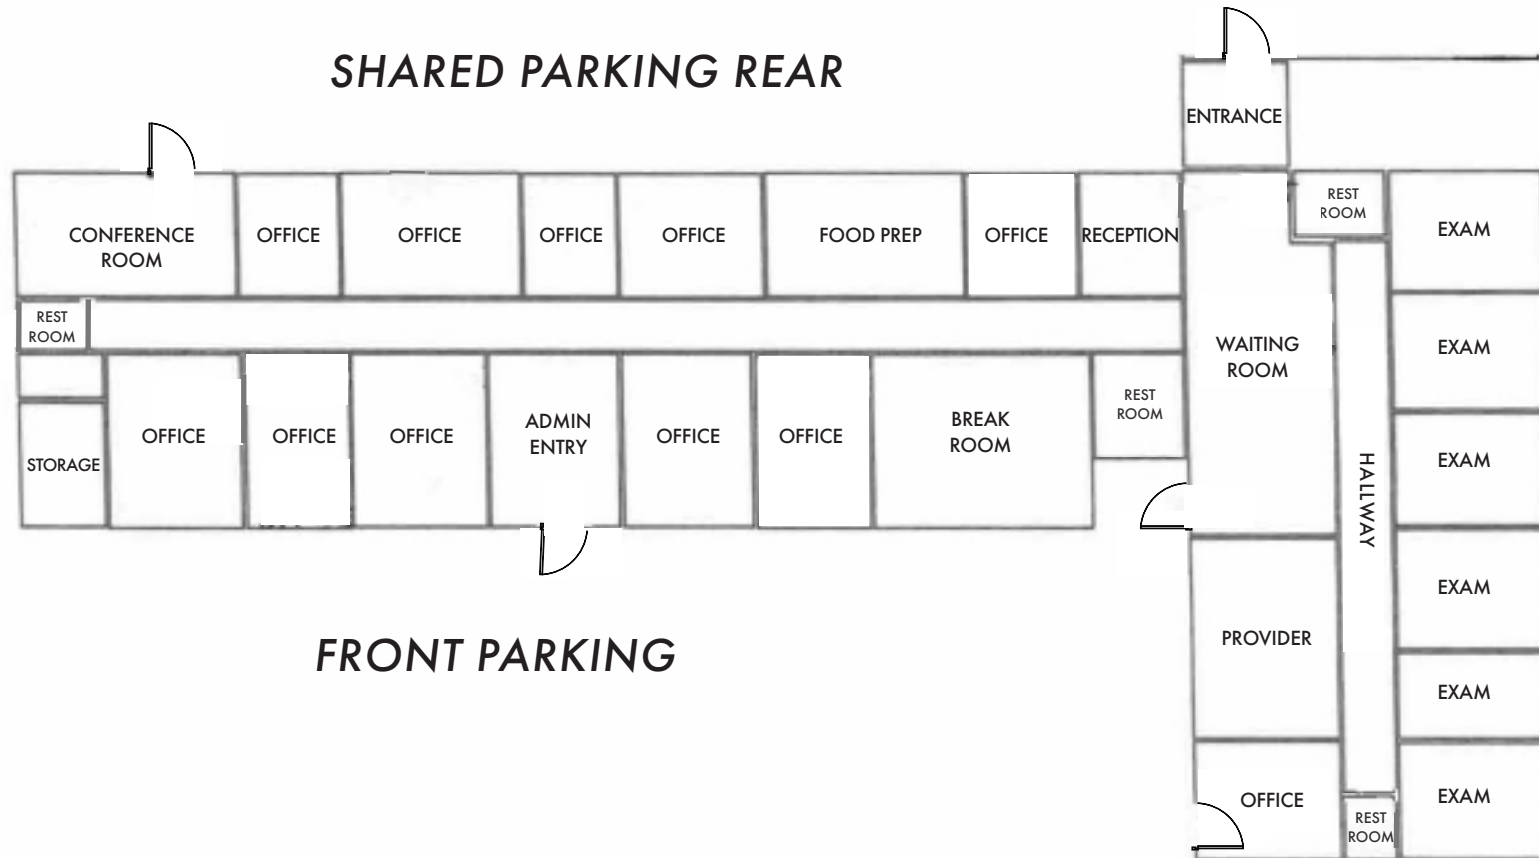 SHARED PARKING REAR
ENTRANCE
REST
ROOM
EXAM
CONFERENCE
ROOM
OFFICE
OFFICE
OFFICE
OFFICE
FOOD PREP
OFFICE
RECEPTION
REST
ROOM
WAITING
ROOM
EXAM
STORAGE
OFFICE
OFFICE
OFFICE
ADMIN
ENTRY
OFFICE
OFFICE
BREAK
ROOM
REST
ROOM
HALLWAY
EXAM
EXAM
FRONT PARKING
PROVIDER
EXAM
OFFICE
REST
ROOM
EXAM